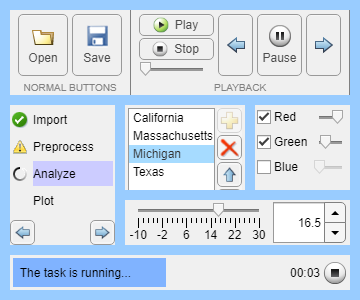 Open
Save
NORMAL BUTTONS
Play
Stop
Pause
PLAYBACK
Import
Preprocess
Analyze
Plot
California
Massachusetts
Michigan
Texas
Red
Green
Blue
-10 -2 6 14 22 30
16.5
The task is running... 00:03